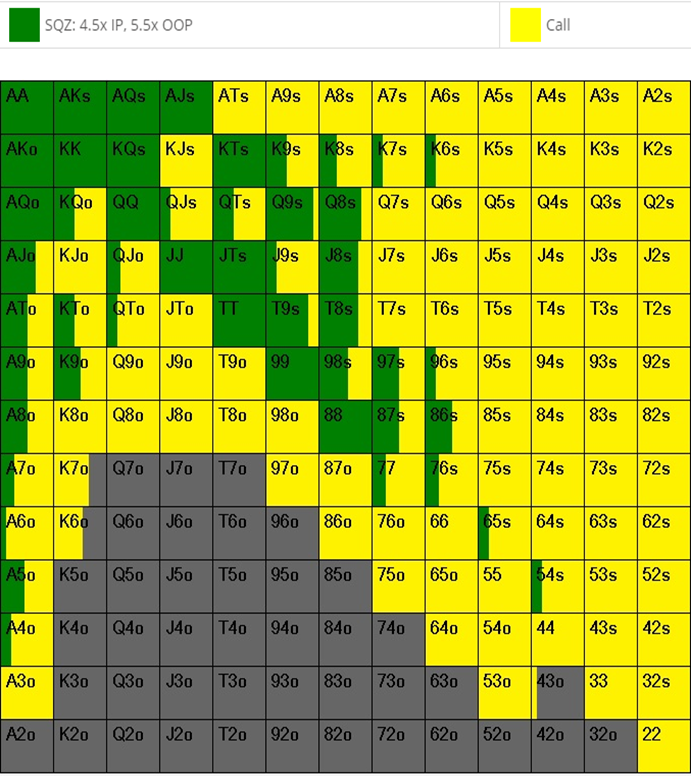 SQZ: 4.5x IP, 5.5x OOP Call
AA AKs AQs AJs ATs A9s A8s A7s A6s A5s A4s A3s A2s
AKo KK KQs KJs KTs K9s K8s K7s K6s K5s K4s K3s K2s
AQo KQo QQ QJs QTs Q9s Q8s Q7s Q6s Q5s Q4s Q3s Q2s
AJo KJo QJo JJ JTs J9s J8s J7s J6s J5s J4s J3s J2s
ATo KTo QTo JTo TT T9s T8s T7s T6s T5s T4s T3s T2s
A9o K9o Q9o J9o T9o 99 98s 97s 96s 95s 94s 93s 92s
A8o K8o Q8o J8o T8o 98o 88 87s 86s 85s 84s 83s 82s
A7o K7o Q7o J7o T7o 97o 87o 77 76s 75s 74s 73s 72s
A6o K6o Q6o J6o T6o 96o 86o 76o 66 65s 64s 63s 62s
A5o K5o Q5o J5o T5o 95o 85o 75o 65o 55 54s 53s 52s
A4o K4o Q4o J4o T4o 94o 84o 74o 64o 54o 44 43s 42s
A3o K3o Q3o J3o T3o 93o 83o 73o 63o 53o 43o 33 32s
A2o K2o Q2o J2o T2o 92o 82o 72o 62o 52o 42o 32o 22